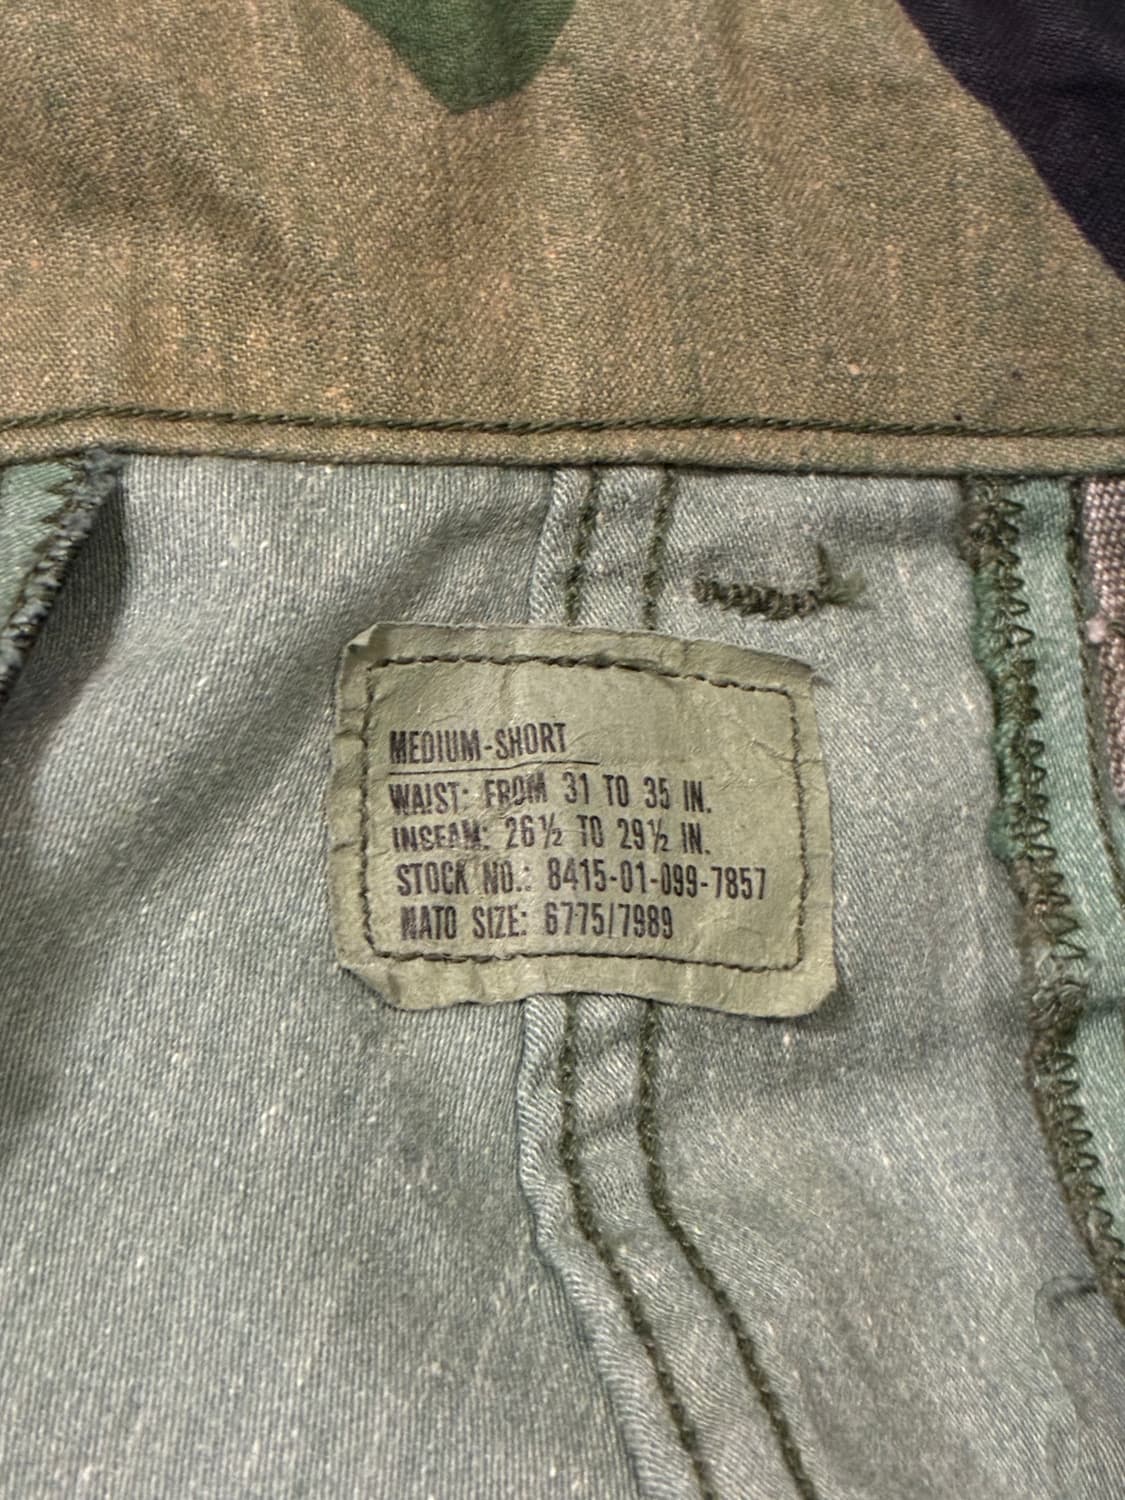 MEDIUM-SHORT
WAIST: FROM 31 TO 35 IN.
INSEAM: 26½ TO 29½ IN.
STOCK NO.: 8415-01-099-7857
NATO SIZE: 6775/7989